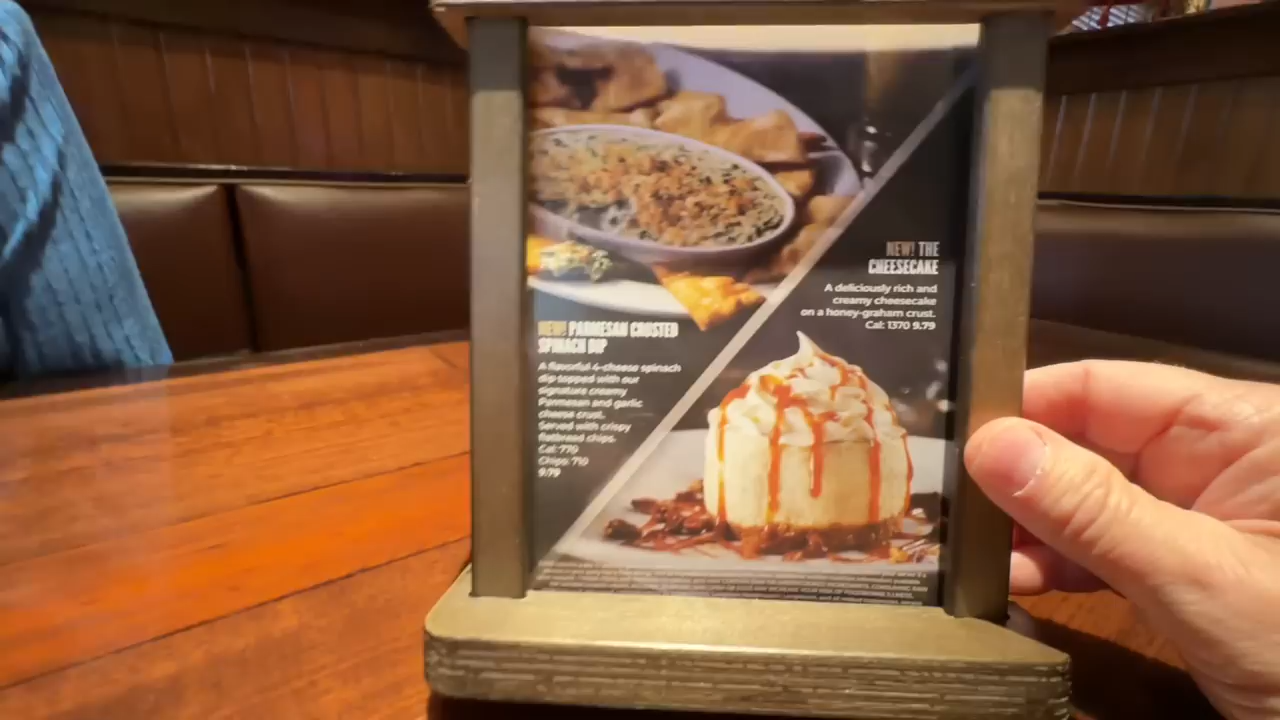 NEW! THE
CHEESECAKE
A deliciously rich and
creamy cheesecake
on a honey-graham crust.
Cal: 1370 9.79
NEW! PARMESAN CRUSTED
SPINACH DIP
A flavorful 4-cheese spinach
dip topped with our
signature creamy
Parmesan and garlic
cheese crust.
Served with crispy
flatbread chips.
Cal: 770
Chips: 710
9.79